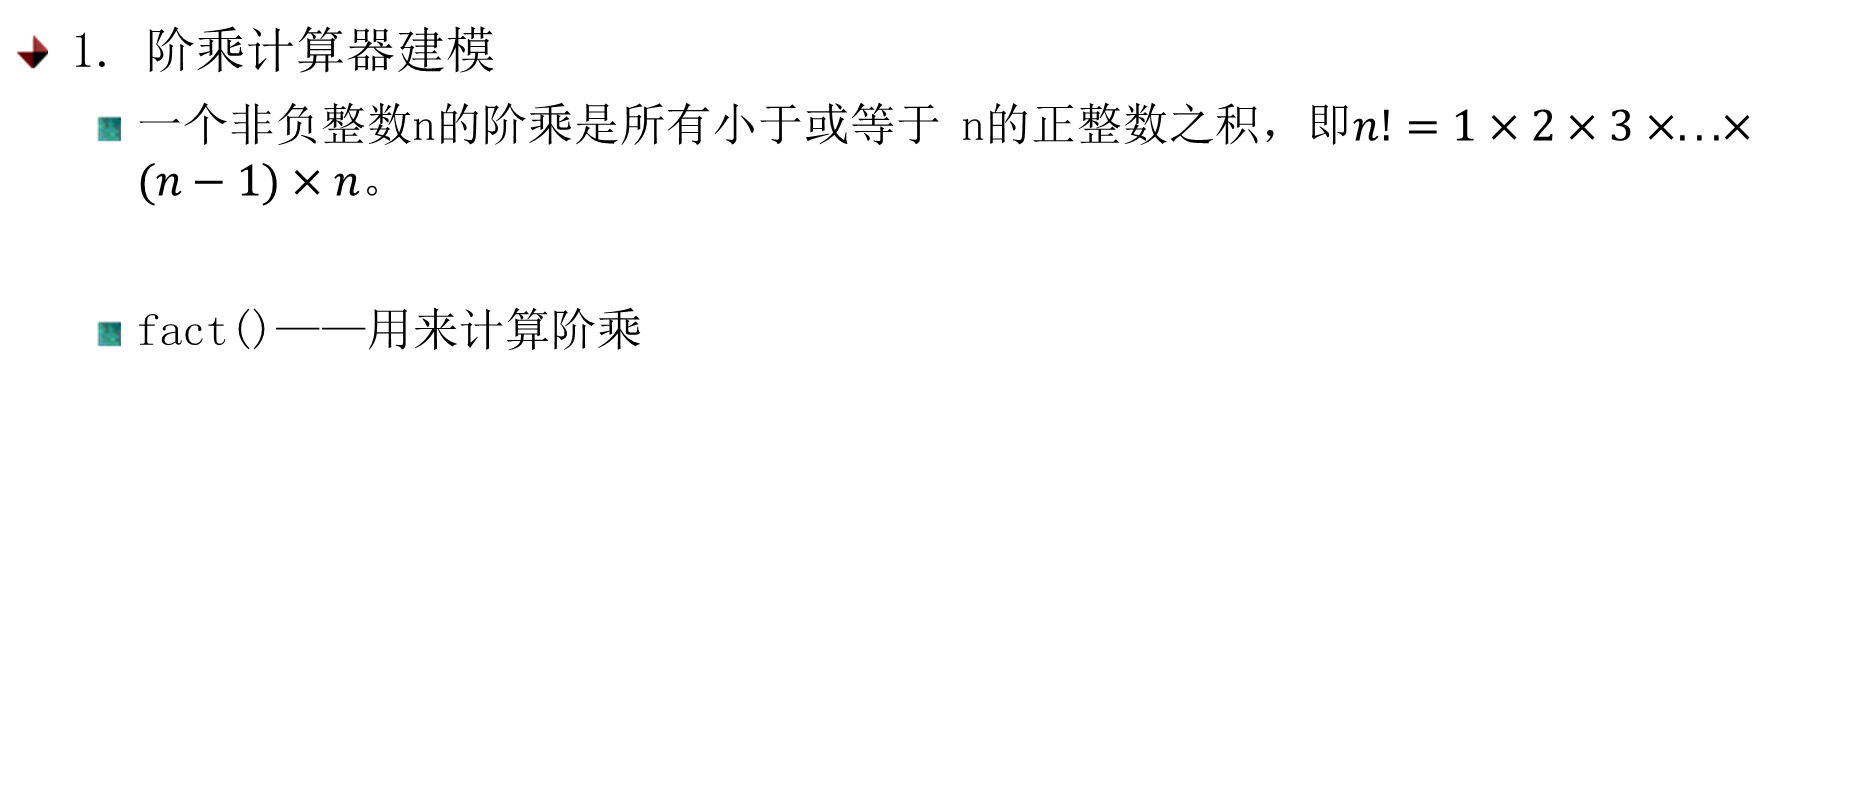 1. 阶乘计算器建模
一个非负整数n的阶乘是所有小于或等于 n的正整数之积，即n! = 1 × 2 × 3 ×...×
(n − 1) × n。
fact()——用来计算阶乘